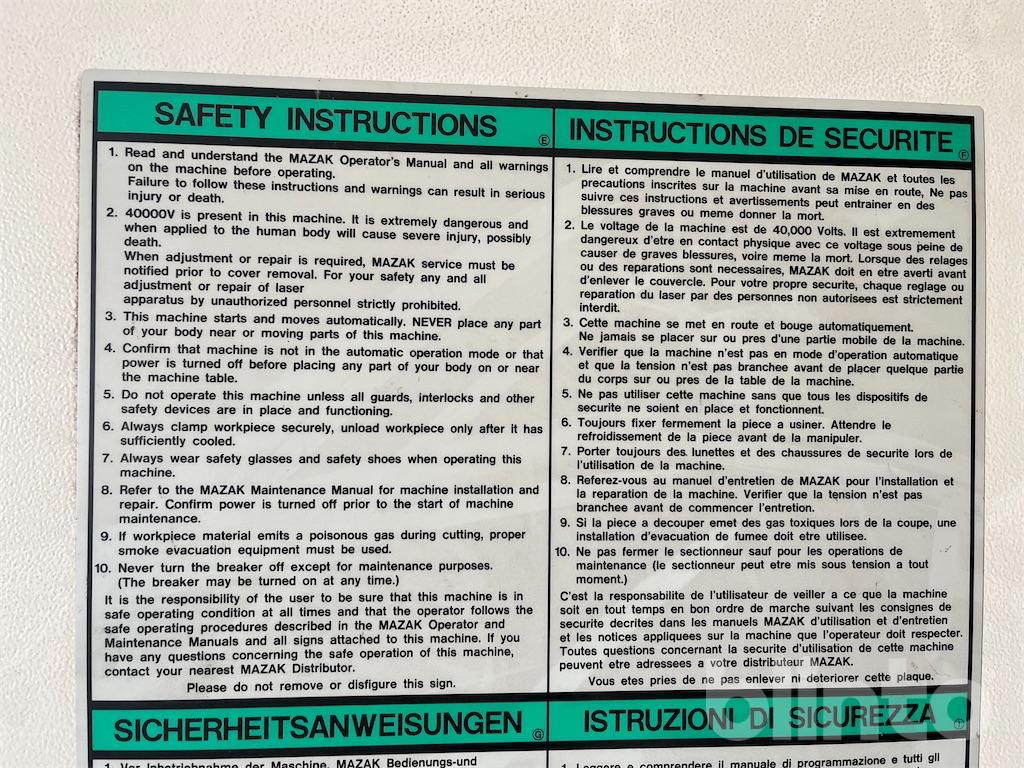 SAFETY INSTRUCTIONS
E
1. Read and understand the MAZAK Operator's Manual and all warnings
on the machine before operating.
Failure to follow these instructions and warnings can result in serious
injury or death.
2. 40000V is present in this machine. It is extremely dangerous and
when applied to the human body will cause severe injury, possibly
death.
When adjustment or repair is required, MAZAK service must be
notified prior to cover removal. For your safety any and all
adjustment or repair of laser
apparatus by unauthorized personnel strictly prohibited.
3. This machine starts and moves automatically. NEVER place any part
of your body near or moving parts of this machine.
4. Confirm that machine is not in the automatic operation mode or that
power is turned off before placing any part of your body on or near
the machine table.
5. Do not operate this machine unless all guards, interlocks and other
safety devices are in place and functioning.
6. Always clamp workpiece securely, unload workpiece only after it has
sufficiently cooled.
7. Always wear safety glasses and safety shoes when operating this
machine.
8. Refer to the MAZAK Maintenance Manual for machine installation and
repair. Confirm power is turned off prior to the start of machine
maintenance.
9. If workpiece material emits a poisonous gas during cutting, proper
smoke evacuation equipment must be used.
10. Never turn the breaker off except for maintenance purposes.
(The breaker may be turned on at any time.)
It is the responsibility of the user to be sure that this machine is in
safe operating condition at all times and that the operator follows the
safe operating procedures described in the MAZAK Operator and
Maintenance Manuals and all signs attached to this machine. If you
have any questions concerning the safe operation of this machine,
contact your nearest MAZAK Distributor.
Please do not remove or disfigure this sign.
INSTRUCTIONS DE SECURITE
F
1. Lire et comprendre le manuel d'utilisation de MAZAK et toutes les
precautions inscrites sur la machine avant sa mise en route, Ne pas
suivre ces instructions et avertissements peut entrainer en des
blessures graves ou meme donner la mort.
2. Le voltage de la machine est de 40,000 Volts. Il est extremement
dangereux d'etre en contact physique avec ce voltage sous peine de
causer de graves blessures, voire meme la mort. Lorsque des relages
ou des reparations sont necessaires, MAZAK doit en etre averti avant
d'enlever le couvercle. Pour votre propre securite, chaque reglage ou
reparation du laser par des personnes non autorisees est strictement
interdit.
3. Cette machine se met en route et bouge automatiquement.
Ne jamais se placer sur ou pres d'une partie mobile de la machine.
4. Verifier que la machine n'est pas en mode d'operation automatique
et que la tension n'est pas branchee avant de placer quelque partie
du corps sur ou pres de la table de la machine.
5. Ne pas utiliser cette machine sans que tous les dispositifs de
securite ne soient en place et fonctionnent.
6. Toujours fixer fermement la piece a usiner. Attendre le
refroidissement de la piece avant de la manipuler.
7. Porter toujours des lunettes et des chaussures de securite lors de
l'utilisation de la machine.
8. Referez-vous au manuel d'entretien de MAZAK pour l'installation et
la reparation de la machine. Verifier que la tension n'est pas
branchee avant de commencer l'entretien.
9. Si la piece a decouper emet des gas toxiques lors de la coupe, une
installation d'evacuation de fumee doit etre utilisee.
10. Ne pas fermer le sectionneur sauf pour les operations de
maintenance (le sectionneur peut etre mis sous tension a tout
moment.)
C'est la responsabilite de l'utilisateur de veiller a ce que la machine
soit en tout temps en bon ordre de marche suivant les consignes de
securite decrites dans les manuels MAZAK d'utilisation et d'entretien
et les notices appliquees sur la machine que l'operateur doit respecter.
Toutes questions concernant la securite d'utilisation de cette machine
peuvent etre adressees a votre distributeur MAZAK.
Vous etes pries de ne pas enlever ni deteriorer cette plaque.
SICHERHEITSANWEISUNGEN
G
1. Vor Inbetriebnahme der Maschine, MAZAK Bedienungs-und
ISTRUZIONI DI SICUREZZA
I
1. Leggere e comprendere il manuale di programmazione e tutti gli
blinto